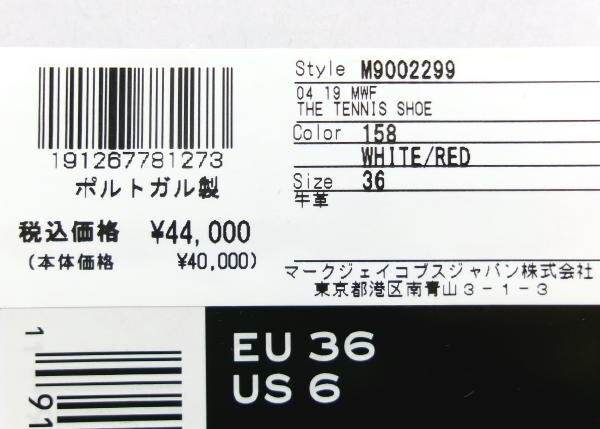 191267781273
ポルトガル製
税込価格 ¥44,000
(本体価格 ¥40,000)
Style M9002299
04 19 MWF
THE TENNIS SHOE
Color 158
WHITE/RED
Size 36
牛革
マークジェイコブスジャパン株式会社
東京都港区南青山3-1-3
EU 36
US 6
1
91